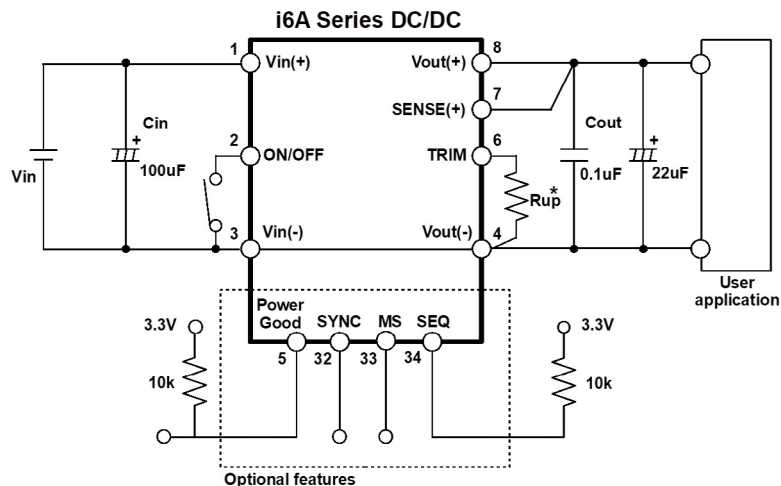 i6A Series DC/DC
1
Vin(+)
Vout(+)
8
SENSE(+)
7
Cin
+
100uF
2
ON/OFF
TRIM
6
Cout
0.1uF
+
22uF
Vin
Rup*
3
Vin(-)
Vout(-)
4
User
application
Power
Good
SYNC
MS
SEQ
5
32
33
34
3.3V
10k
3.3V
10k
Optional features